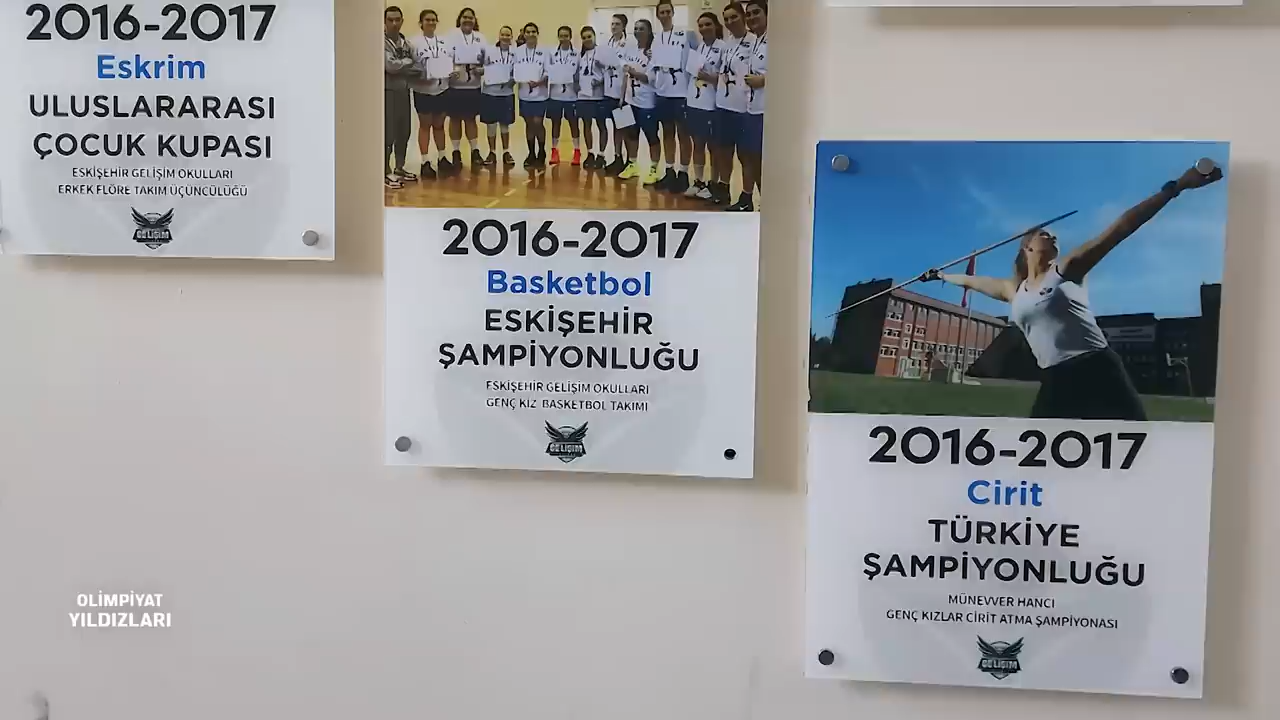 2016-2017
Eskrim
ULUSLARARASI
ÇOCUK KUPASI
ESKİŞEHİR GELİŞİM OKULLARI
ERKEK FLÖRE TAKIM ÜÇÜNCÜLÜĞÜ
GELİŞİM
2016-2017
Basketbol
ESKİŞEHİR
ŞAMPİYONLUĞU
ESKİŞEHİR GELİŞİM OKULLARI
GENÇ KIZ BASKETBOL TAKIMI
GELİŞİM
2016-2017
Cirit
TÜRKİYE
ŞAMPİYONLUĞU
MÜNEVVER HANCI
GENÇ KIZLAR CİRİT ATMA ŞAMPİYONASI
GELİŞİM
OLİMPİYAT
YILDIZLARI